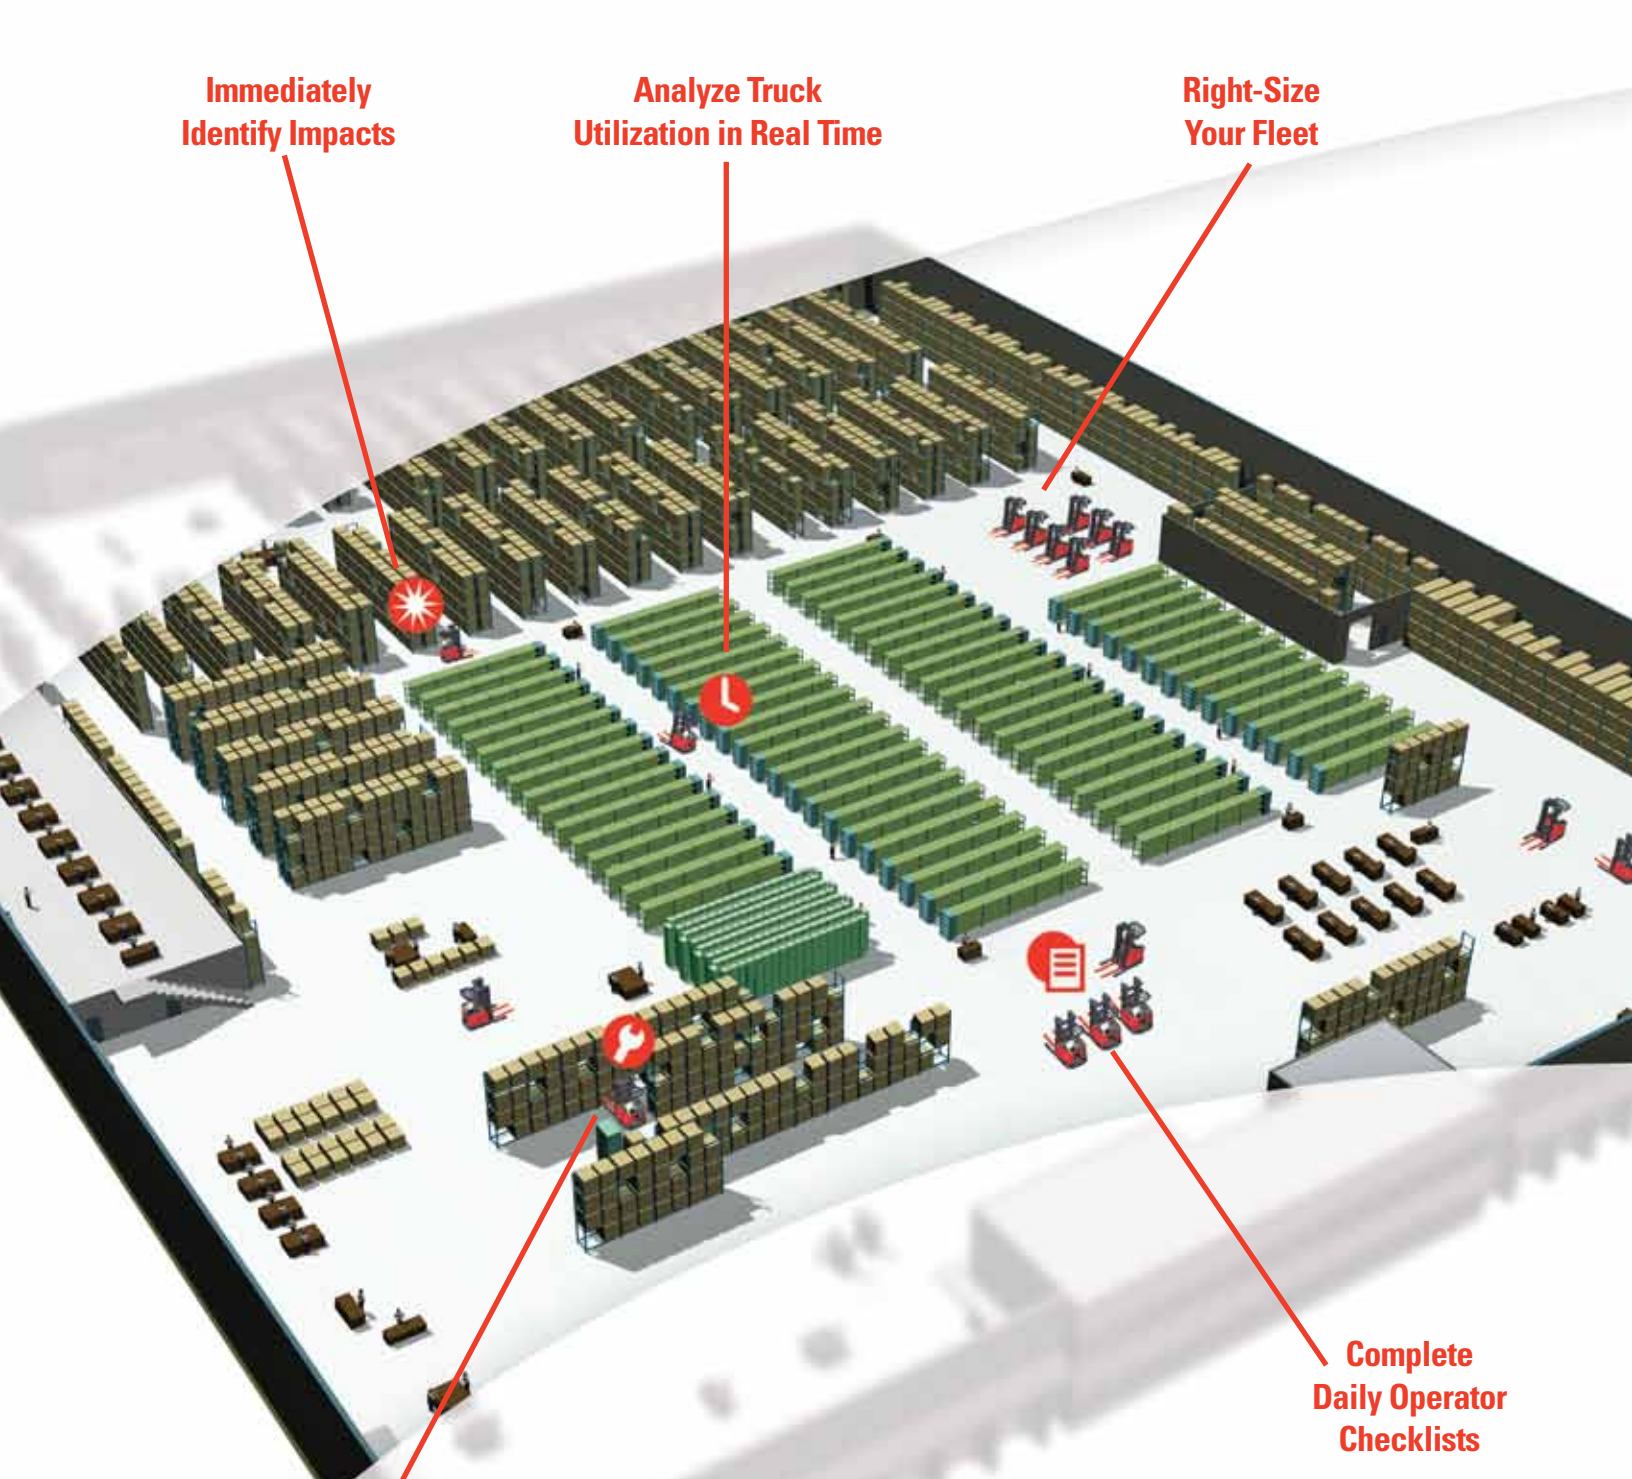 Immediately
Identify Impacts
Analyze Truck
Utilization in Real Time
Right-Size
Your Fleet
Complete
Daily Operator
Checklists